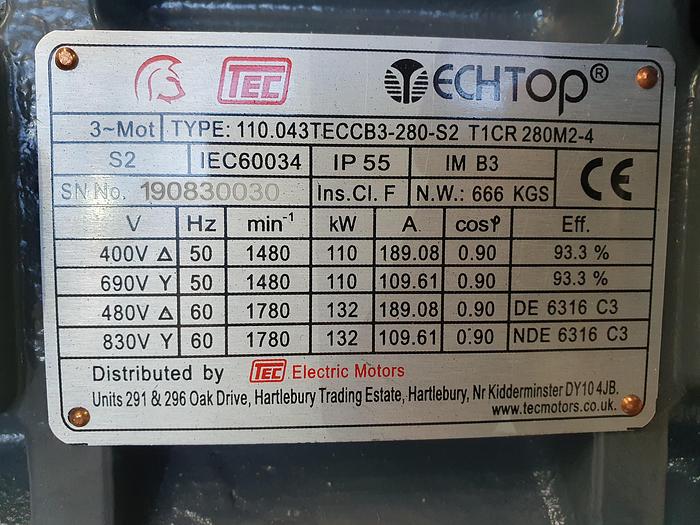 TEC TECHTOP®
3~Mot TYPE: 110.043TECCB3-280-S2 T1CR 280M2-4
S2 IEC60034 IP 55 IM B3 CE
SN No. 190830030 Ins.Cl. F N.W.: 666 KGS
V Hz min-1 kW A cosφ Eff.
400V Δ 50 1480 110 189.08 0.90 93.3 %
690V Y 50 1480 110 109.61 0.90 93.3 %
480V Δ 60 1780 132 189.08 0.90 DE 6316 C3
830V Y 60 1780 132 109.61 0.90 NDE 6316 C3
Distributed by TEC Electric Motors
Units 291 & 296 Oak Drive, Hartlebury Trading Estate, Hartlebury, Nr Kidderminster DY10 4JB.
www.tecmotors.co.uk.